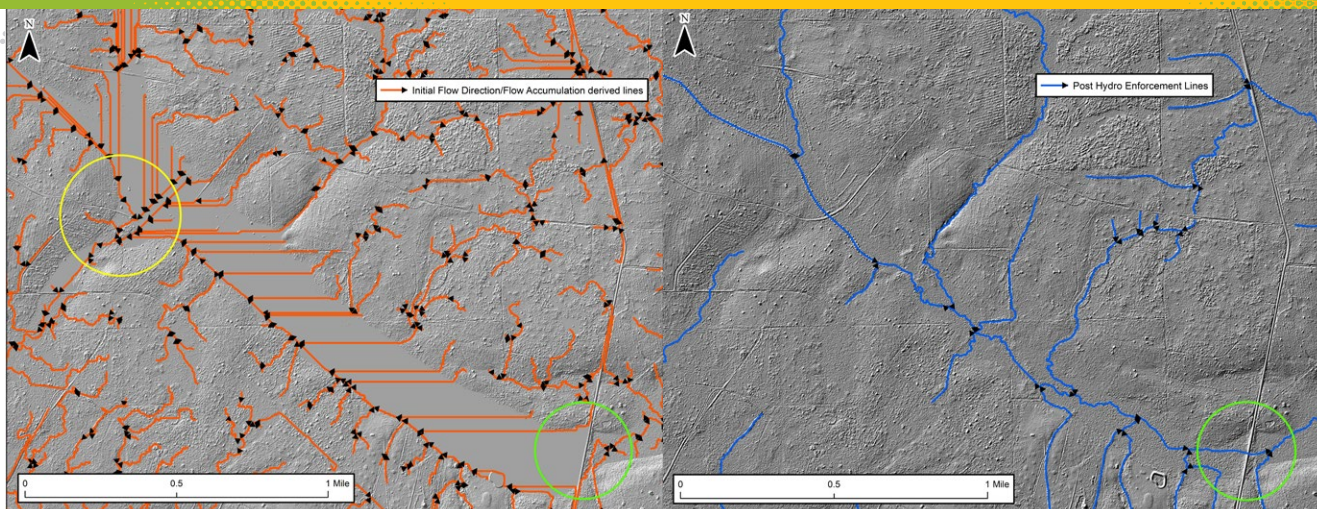 N
Initial Flow Direction/Flow Accumulation derived lines
0 0.5 1 Mile
N
Post Hydro Enforcement Lines
0 0.5 1 Mile